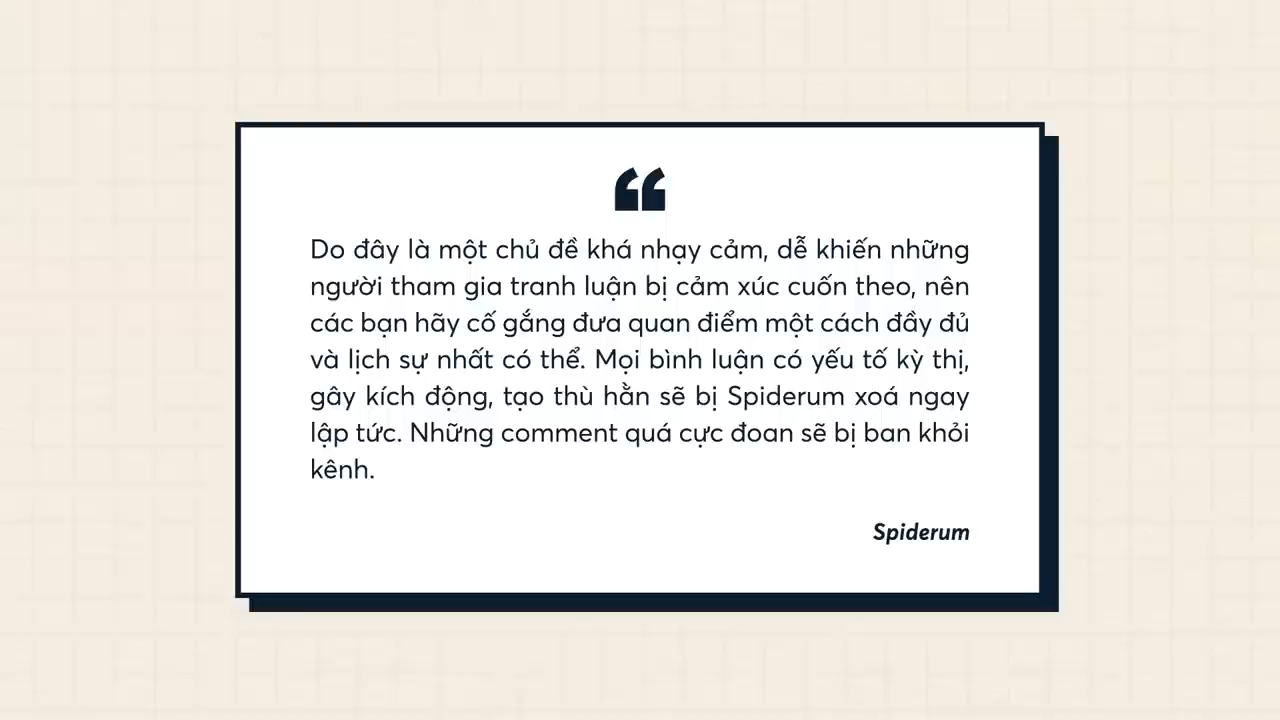 Do đây là một chủ đề khá nhạy cảm, dễ khiến những
người tham gia tranh luận bị cảm xúc cuốn theo, nên
các bạn hãy cố gắng đưa quan điểm một cách đầy đủ
và lịch sự nhất có thể. Mọi bình luận có yếu tố kỳ thị,
gây kích động, tạo thù hằn sẽ bị Spiderum xoá ngay
lập tức. Những comment quá cực đoan sẽ bị ban khỏi
kênh.
Spiderum